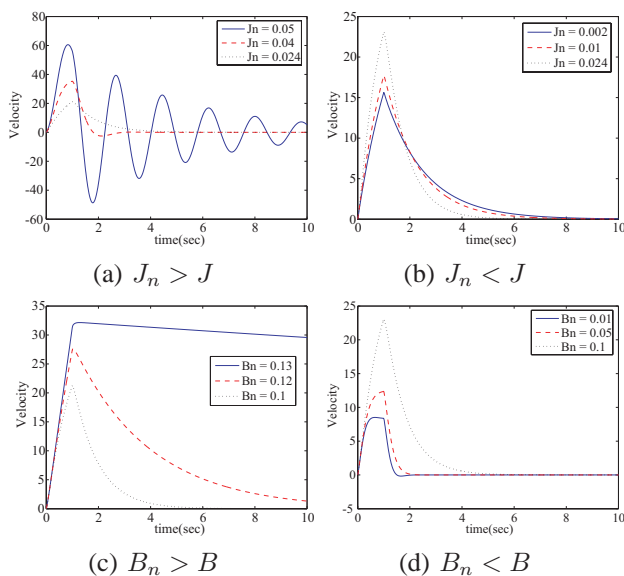 80
60
40
20
0
-20
-40
-60
0 2 4 6 8 10
Velocity
time(sec)
Jn = 0.05
Jn = 0.04
Jn = 0.024
(a) Jₙ > J
25
20
15
10
5
0
0 2 4 6 8 10
Velocity
time(sec)
Jn = 0.002
Jn = 0.01
Jn = 0.024
(b) Jₙ < J
35
30
25
20
15
10
5
0
0 2 4 6 8 10
Velocity
time(sec)
Bn = 0.13
Bn = 0.12
Bn = 0.1
(c) Bₙ > B
25
20
15
10
5
0
-5
0 2 4 6 8 10
Velocity
time(sec)
Bn = 0.01
Bn = 0.05
Bn = 0.1
(d) Bₙ < B